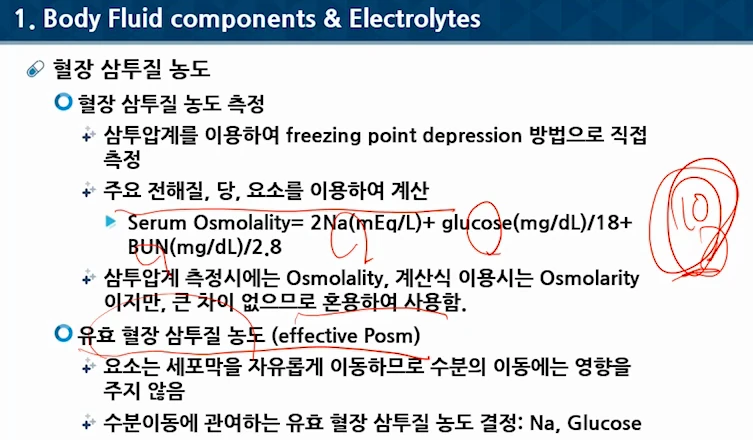 1. Body Fluid components & Electrolytes
혈장 삼투질 농도
혈장 삼투질 농도 측정
삼투압계를 이용하여 freezing point depression 방법으로 직접
측정
주요 전해질, 당, 요소를 이용하여 계산
Serum Osmolality= 2Na(mEq/L)+ glucose(mg/dL)/18+
BUN(mg/dL)/2.8
삼투압계 측정시에는 Osmolality, 계산식 이용시는 Osmolarity
이지만, 큰 차이 없으므로 혼용하여 사용함.
유효 혈장 삼투질 농도 (effective Posm)
요소는 세포막을 자유롭게 이동하므로 수분의 이동에는 영향을
주지 않음
수분이동에 관여하는 유효 혈장 삼투질 농도 결정: Na, Glucose